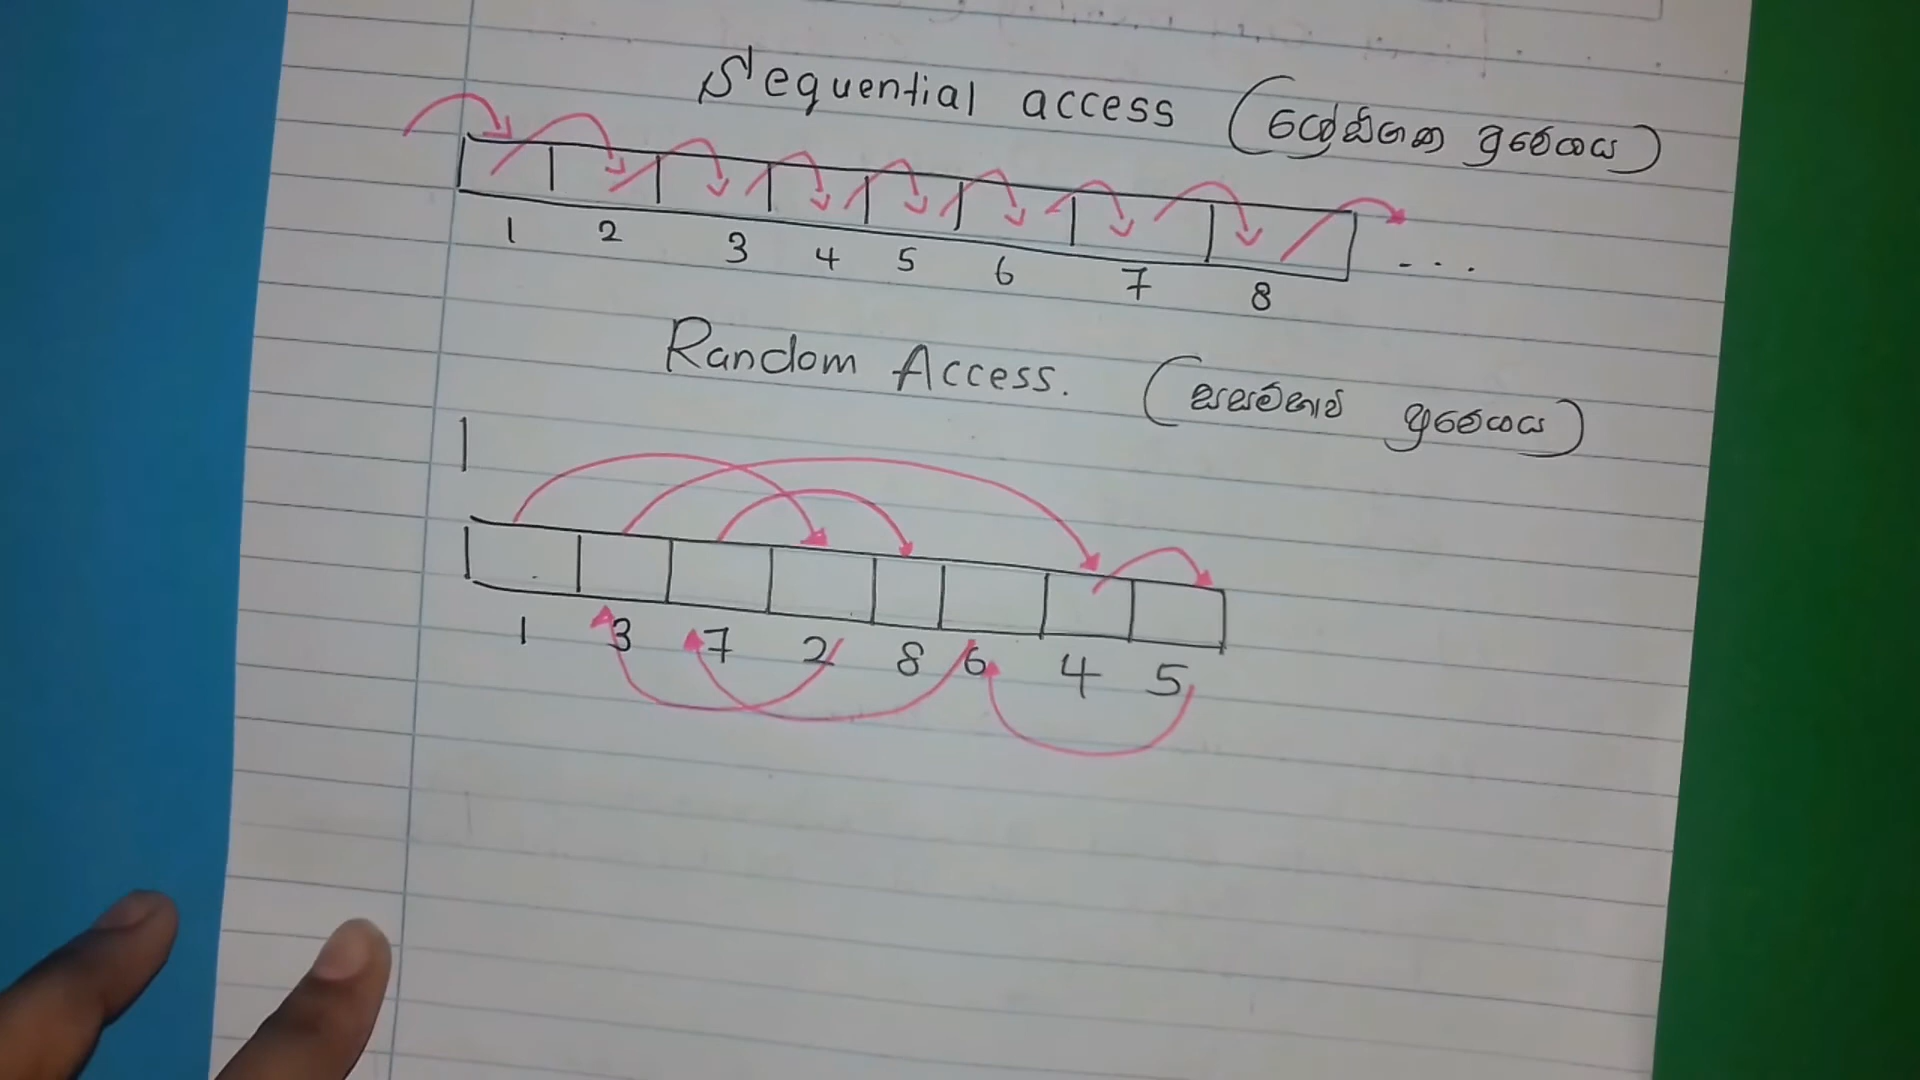 Sequential access (ශ්‍රේණිගත ප්‍රවේශය)
1 2 3 4 5 6 7 8 ...
Random Access. (සසම්භාවී ප්‍රවේශය)
1 3 7 2 8 6 4 5